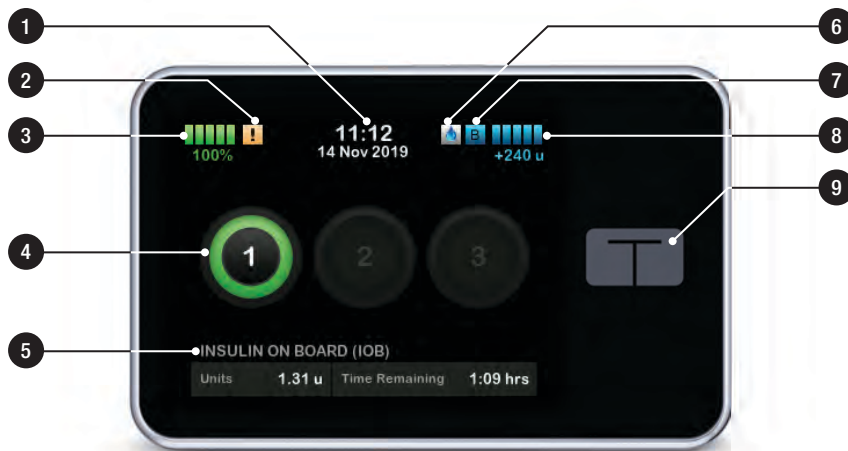 1
2
3
4
5
6
7
8
9
!
11:12
B
100%
14 Nov 2019
+240 u
1 2 3
INSULIN ON BOARD (IOB)
Units 1.31 u Time Remaining 1:09 hrs